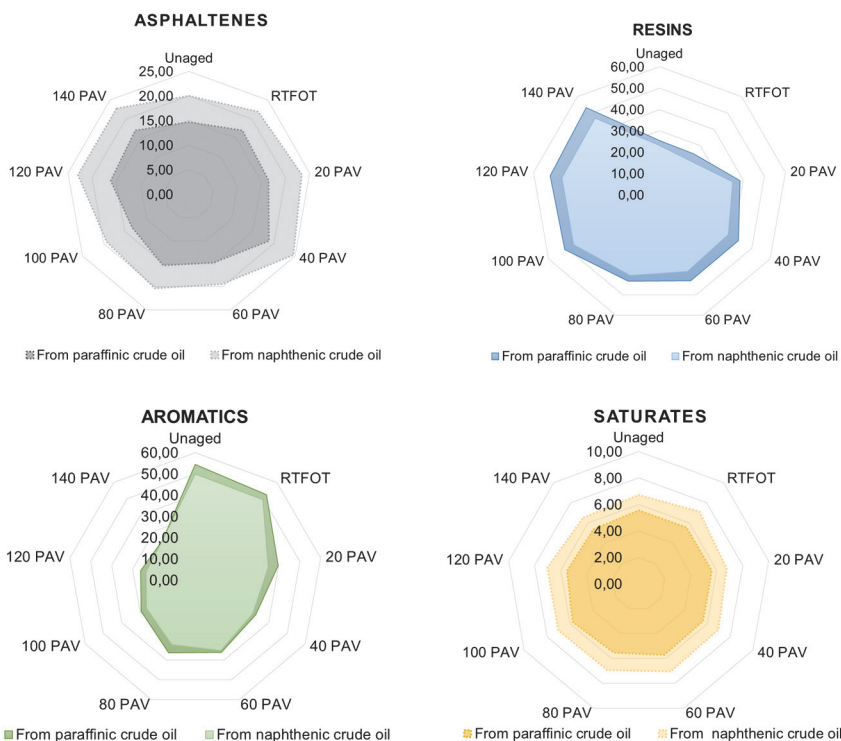 ASPHALTENES
Unaged
25,00
20,00
15,00
10,00
5,00
0,00
RTFOT
20 PAV
40 PAV
60 PAV
80 PAV
100 PAV
120 PAV
140 PAV
From paraffinic crude oil
From naphthenic crude oil
RESINS
Unaged
60,00
50,00
40,00
30,00
20,00
10,00
0,00
RTFOT
20 PAV
40 PAV
60 PAV
80 PAV
100 PAV
120 PAV
140 PAV
From paraffinic crude oil
From naphthenic crude oil
AROMATICS
Unaged
60,00
50,00
40,00
30,00
20,00
10,00
0,00
RTFOT
20 PAV
40 PAV
60 PAV
80 PAV
100 PAV
120 PAV
140 PAV
From paraffinic crude oil
From naphthenic crude oil
SATURATES
Unaged
10,00
8,00
6,00
4,00
2,00
0,00
RTFOT
20 PAV
40 PAV
60 PAV
80 PAV
100 PAV
120 PAV
140 PAV
From paraffinic crude oil
From naphthenic crude oil